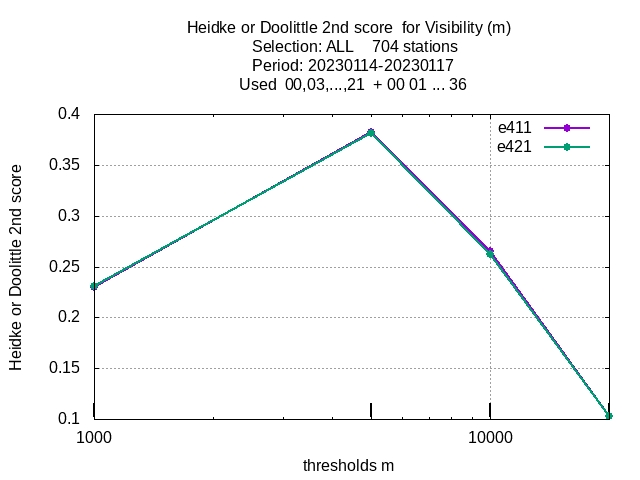 Heidke or Doolittle 2nd score  for Visibility (m)
Selection: ALL    704 stations
Period: 20230114-20230117
Used  00,03,...,21  + 00 01 ... 36
e411
e421
0.4
0.35
0.3
0.25
0.2
0.15
0.1
Heidke or Doolittle 2nd score
1000
10000
thresholds m